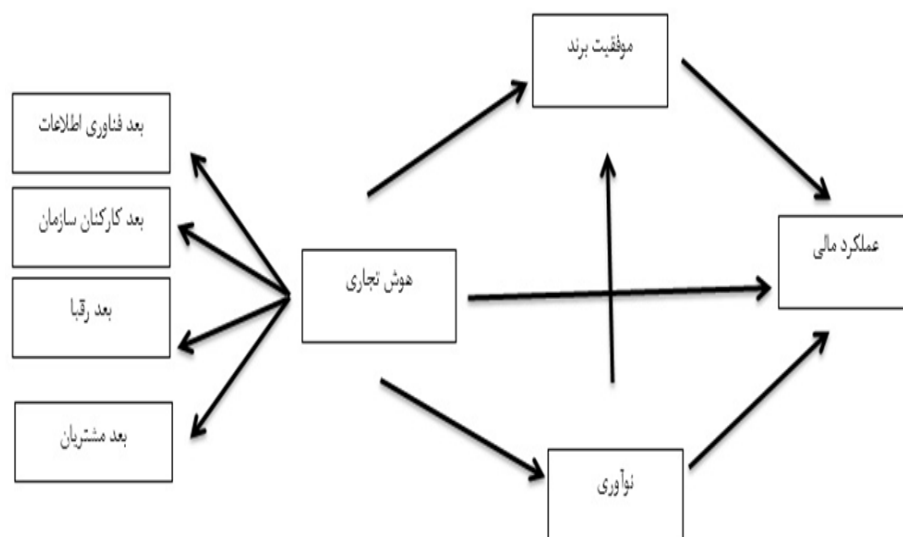 موفقیت برند
بعد فناوری اطلاعات
بعد کارکنان سازمان
عملکرد مالی
هوش تجاری
بعد رقبا
بعد مشتریان
نوآوری